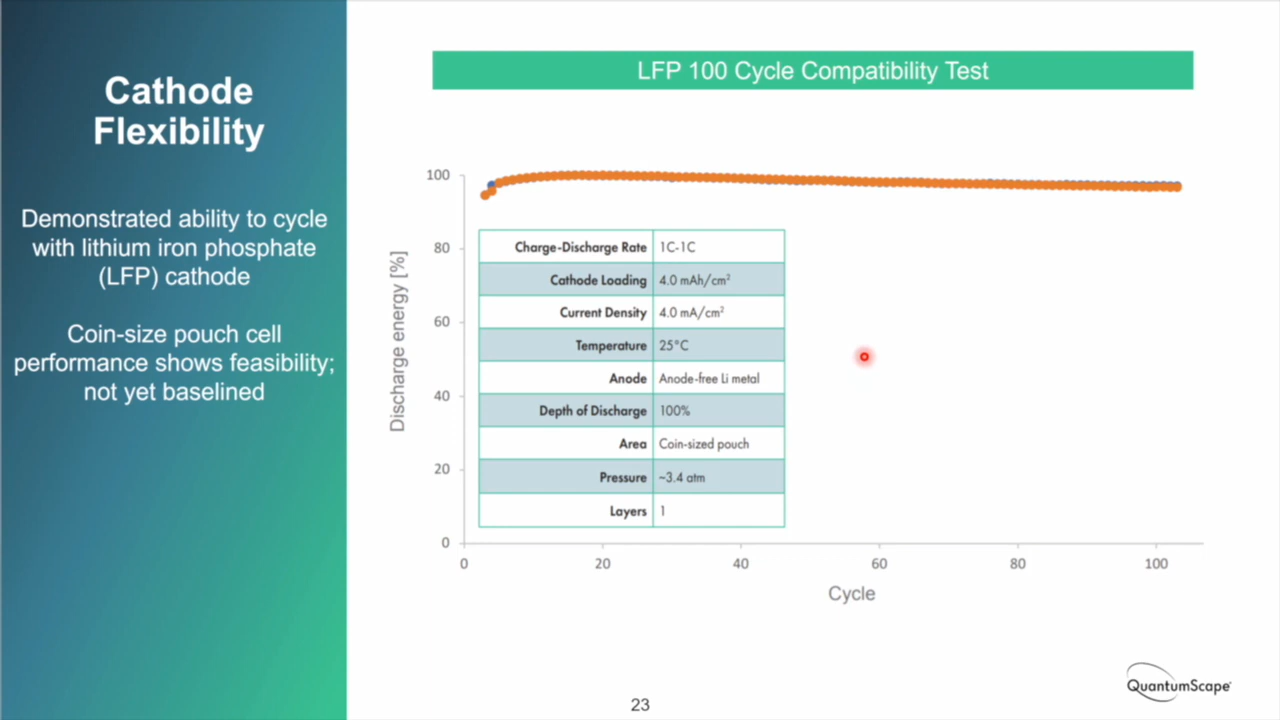 Cathode
Flexibility
Demonstrated ability to cycle
with lithium iron phosphate
(LFP) cathode
Coin-size pouch cell
performance shows feasibility;
not yet baselined
LFP 100 Cycle Compatibility Test
Discharge energy [%]
100
80
60
40
20
0
Charge-Discharge Rate 1C-1C
Cathode Loading 4.0 mAh/cm²
Current Density 4.0 mA/cm²
Temperature 25°C
Anode Anode-free Li metal
Depth of Discharge 100%
Area Coin-sized pouch
Pressure ~3.4 atm
Layers 1
0 20 40 60 80 100
Cycle
23
QuantumScape